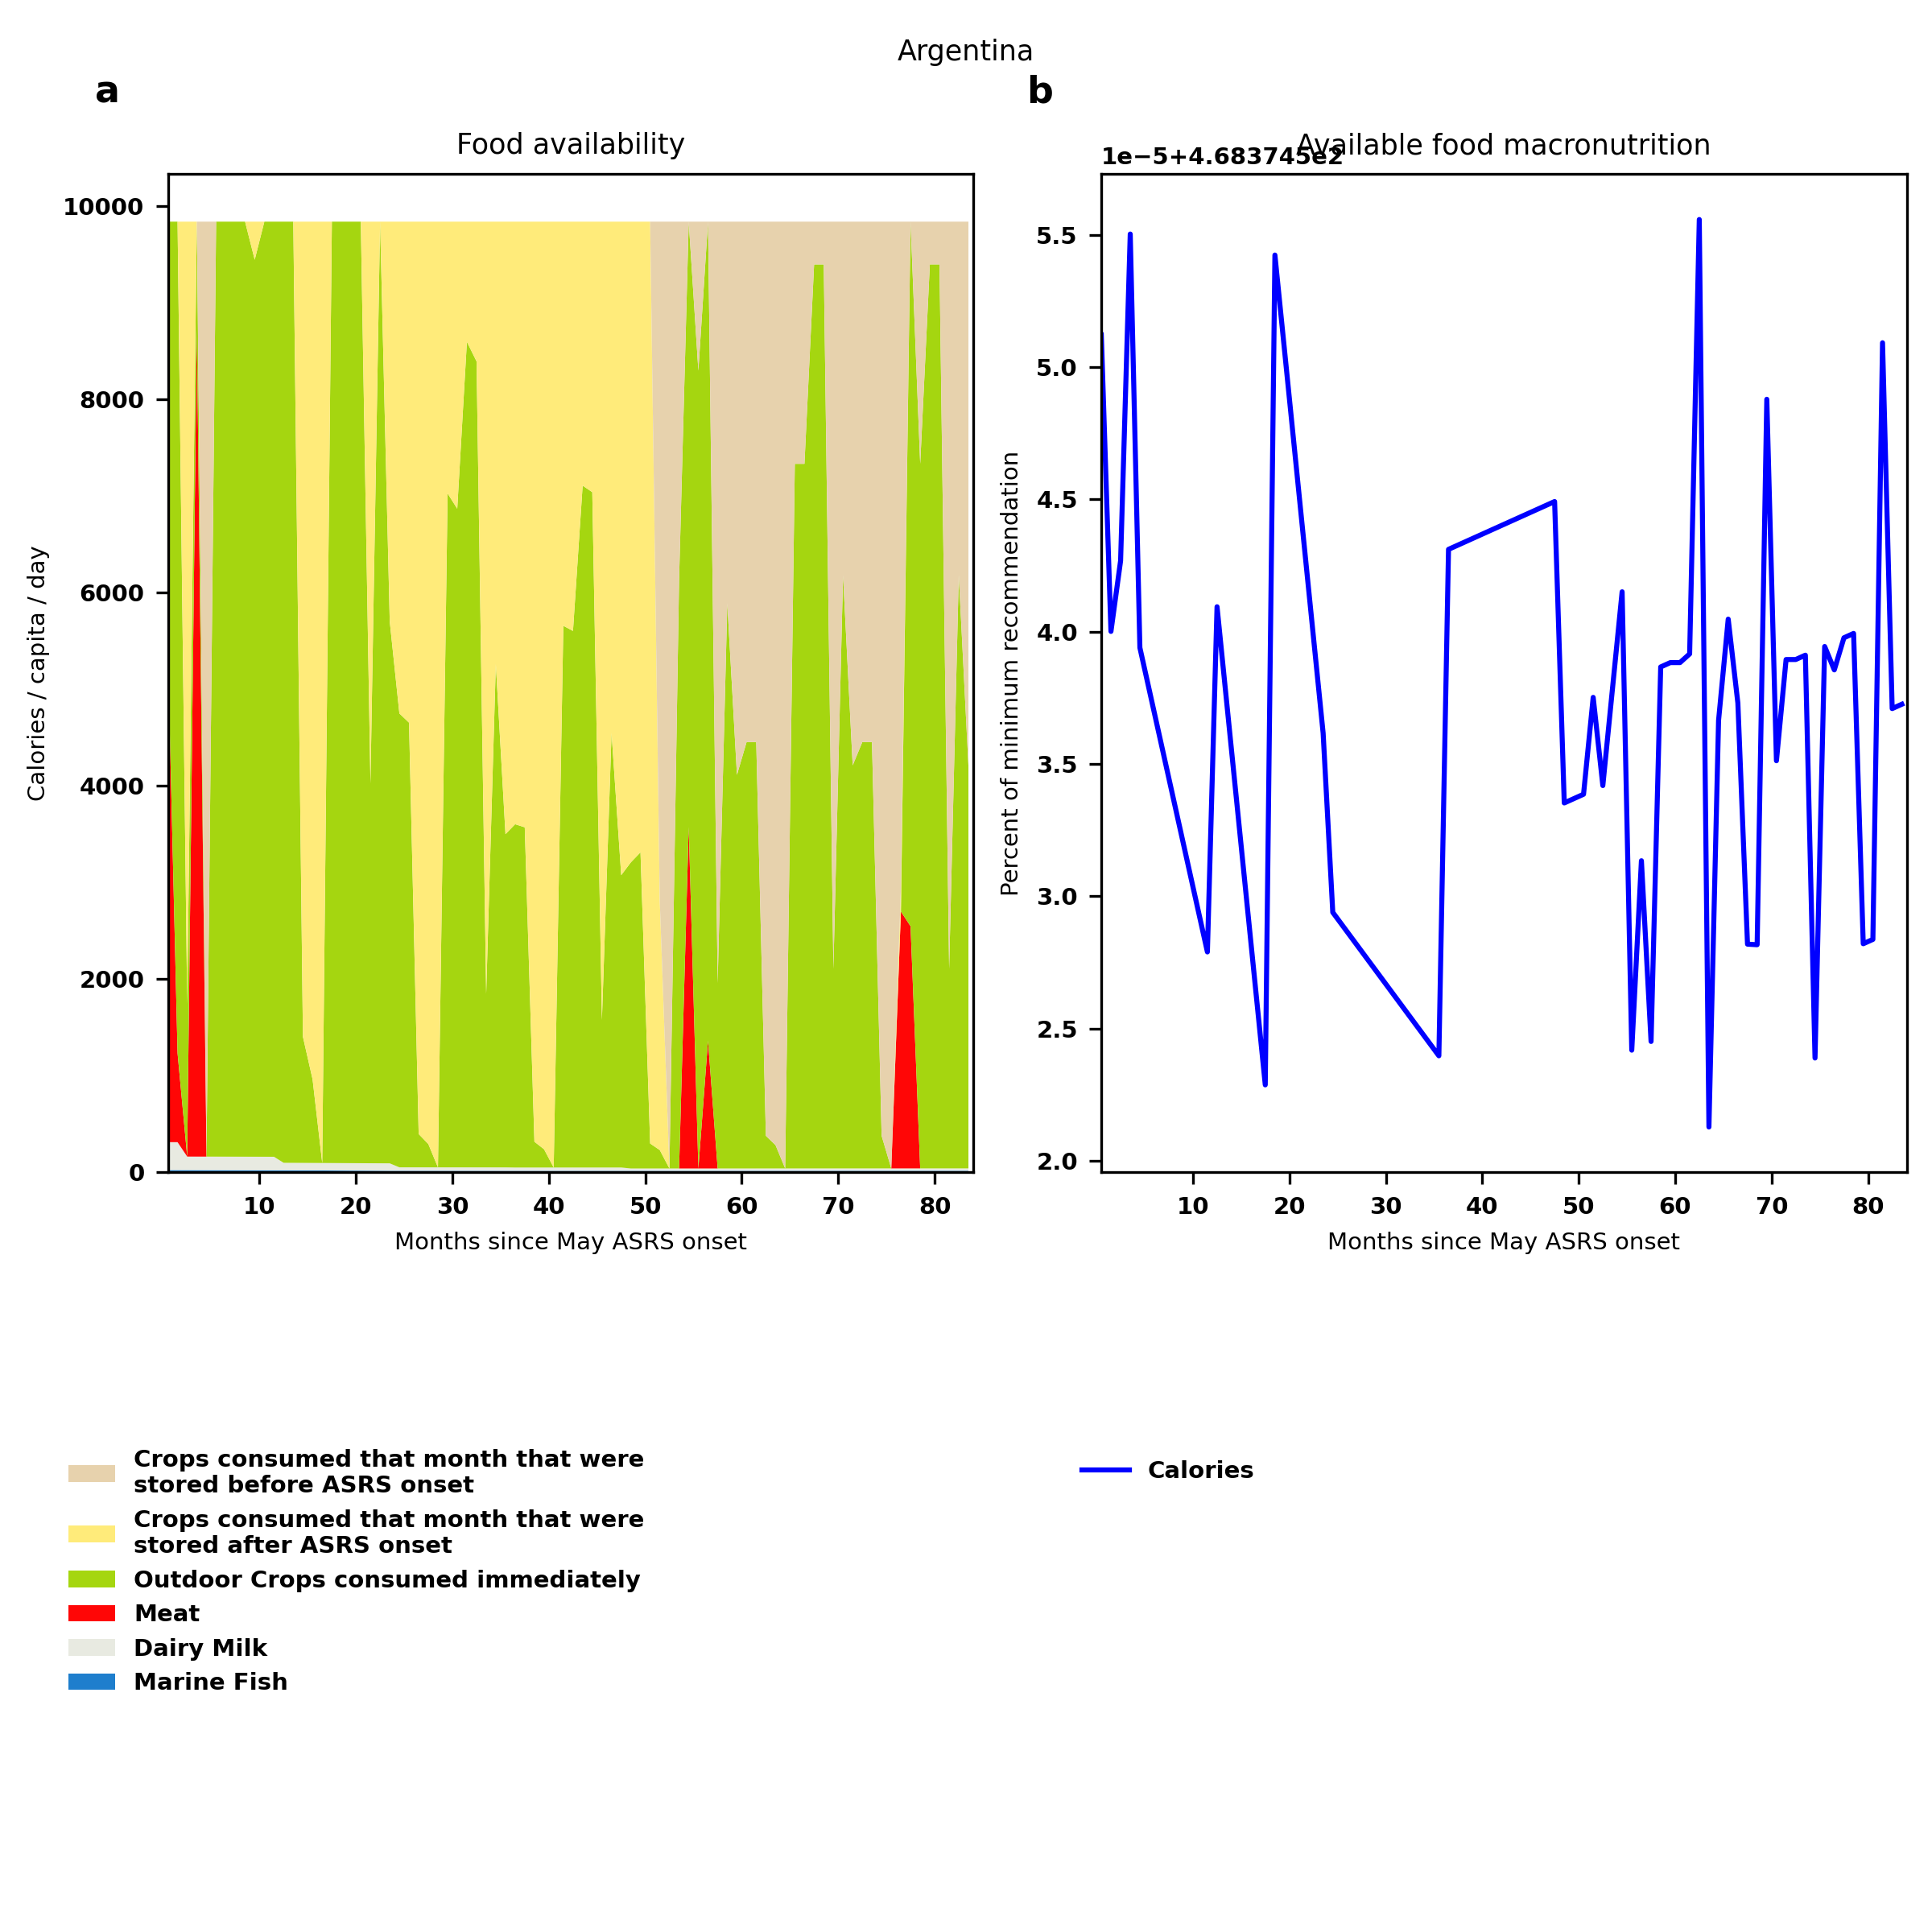 Argentina
a
b
Food availability
Available food macronutrition
1e−5+4.683745e2
10000
8000
6000
4000
2000
0
Calories / capita / day
10 20 30 40 50 60 70 80
Months since May ASRS onset
5.5
5.0
4.5
4.0
3.5
3.0
2.5
2.0
Percent of minimum recommendation
10 20 30 40 50 60 70 80
Months since May ASRS onset
Crops consumed that month that were
stored before ASRS onset
Crops consumed that month that were
stored after ASRS onset
Outdoor Crops consumed immediately
Meat
Dairy Milk
Marine Fish
Calories